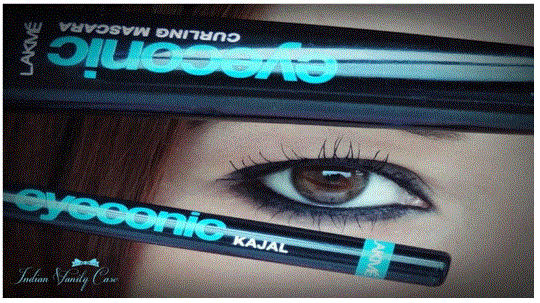 LAKMÉ
eyeconic
CURLING MASCARA
eyeconic KAJAL
LAKMÉ
Indian Vanity Case